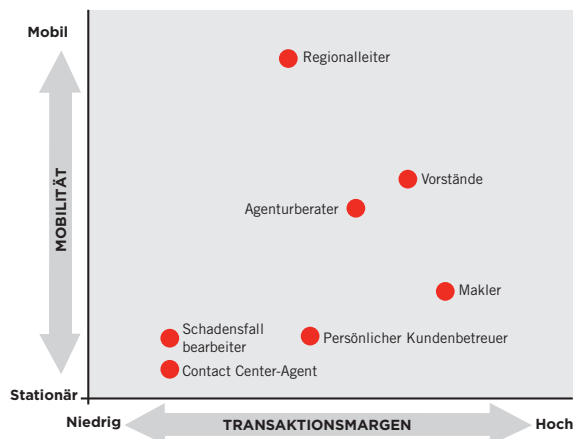 Mobil
Regionalleiter
MOBILITÄT
Vorstände
Agenturberater
Makler
Schadensfall
bearbeiter
Persönlicher Kundenbetreuer
Contact Center-Agent
Stationär
Niedrig
TRANSAKTIONSMARGEN
Hoch